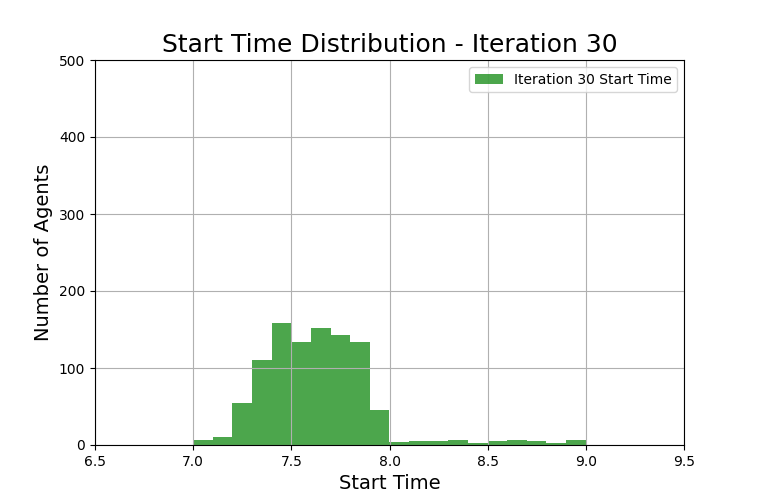 Start Time Distribution - Iteration 30
Iteration 30 Start Time
500
400
300
200
100
0
Number of Agents
6.5 7.0 7.5 8.0 8.5 9.0 9.5
Start Time